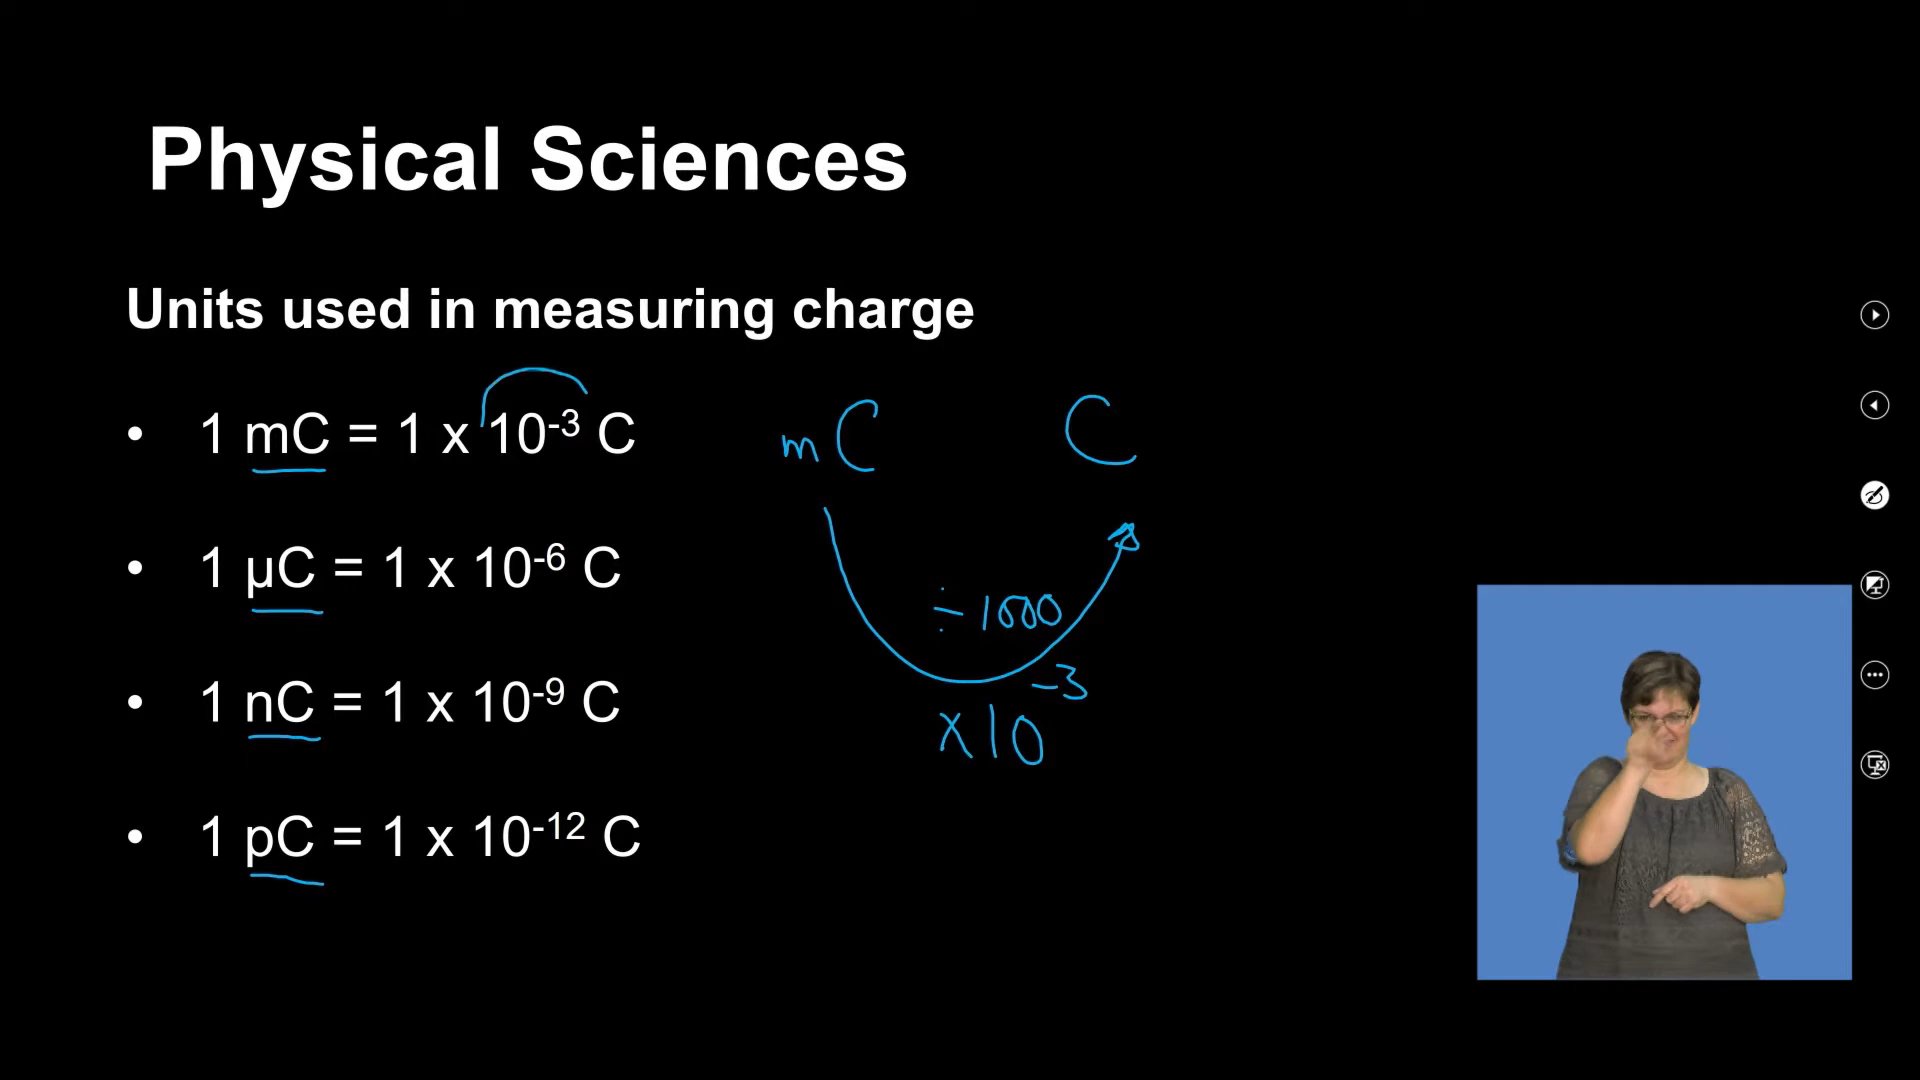 Physical Sciences
Units used in measuring charge
• 1 mC = 1 x 10⁻³ C
• 1 µC = 1 x 10⁻⁶ C
• 1 nC = 1 x 10⁻⁹ C
• 1 pC = 1 x 10⁻¹² C
mC C
÷1000
x10⁻³